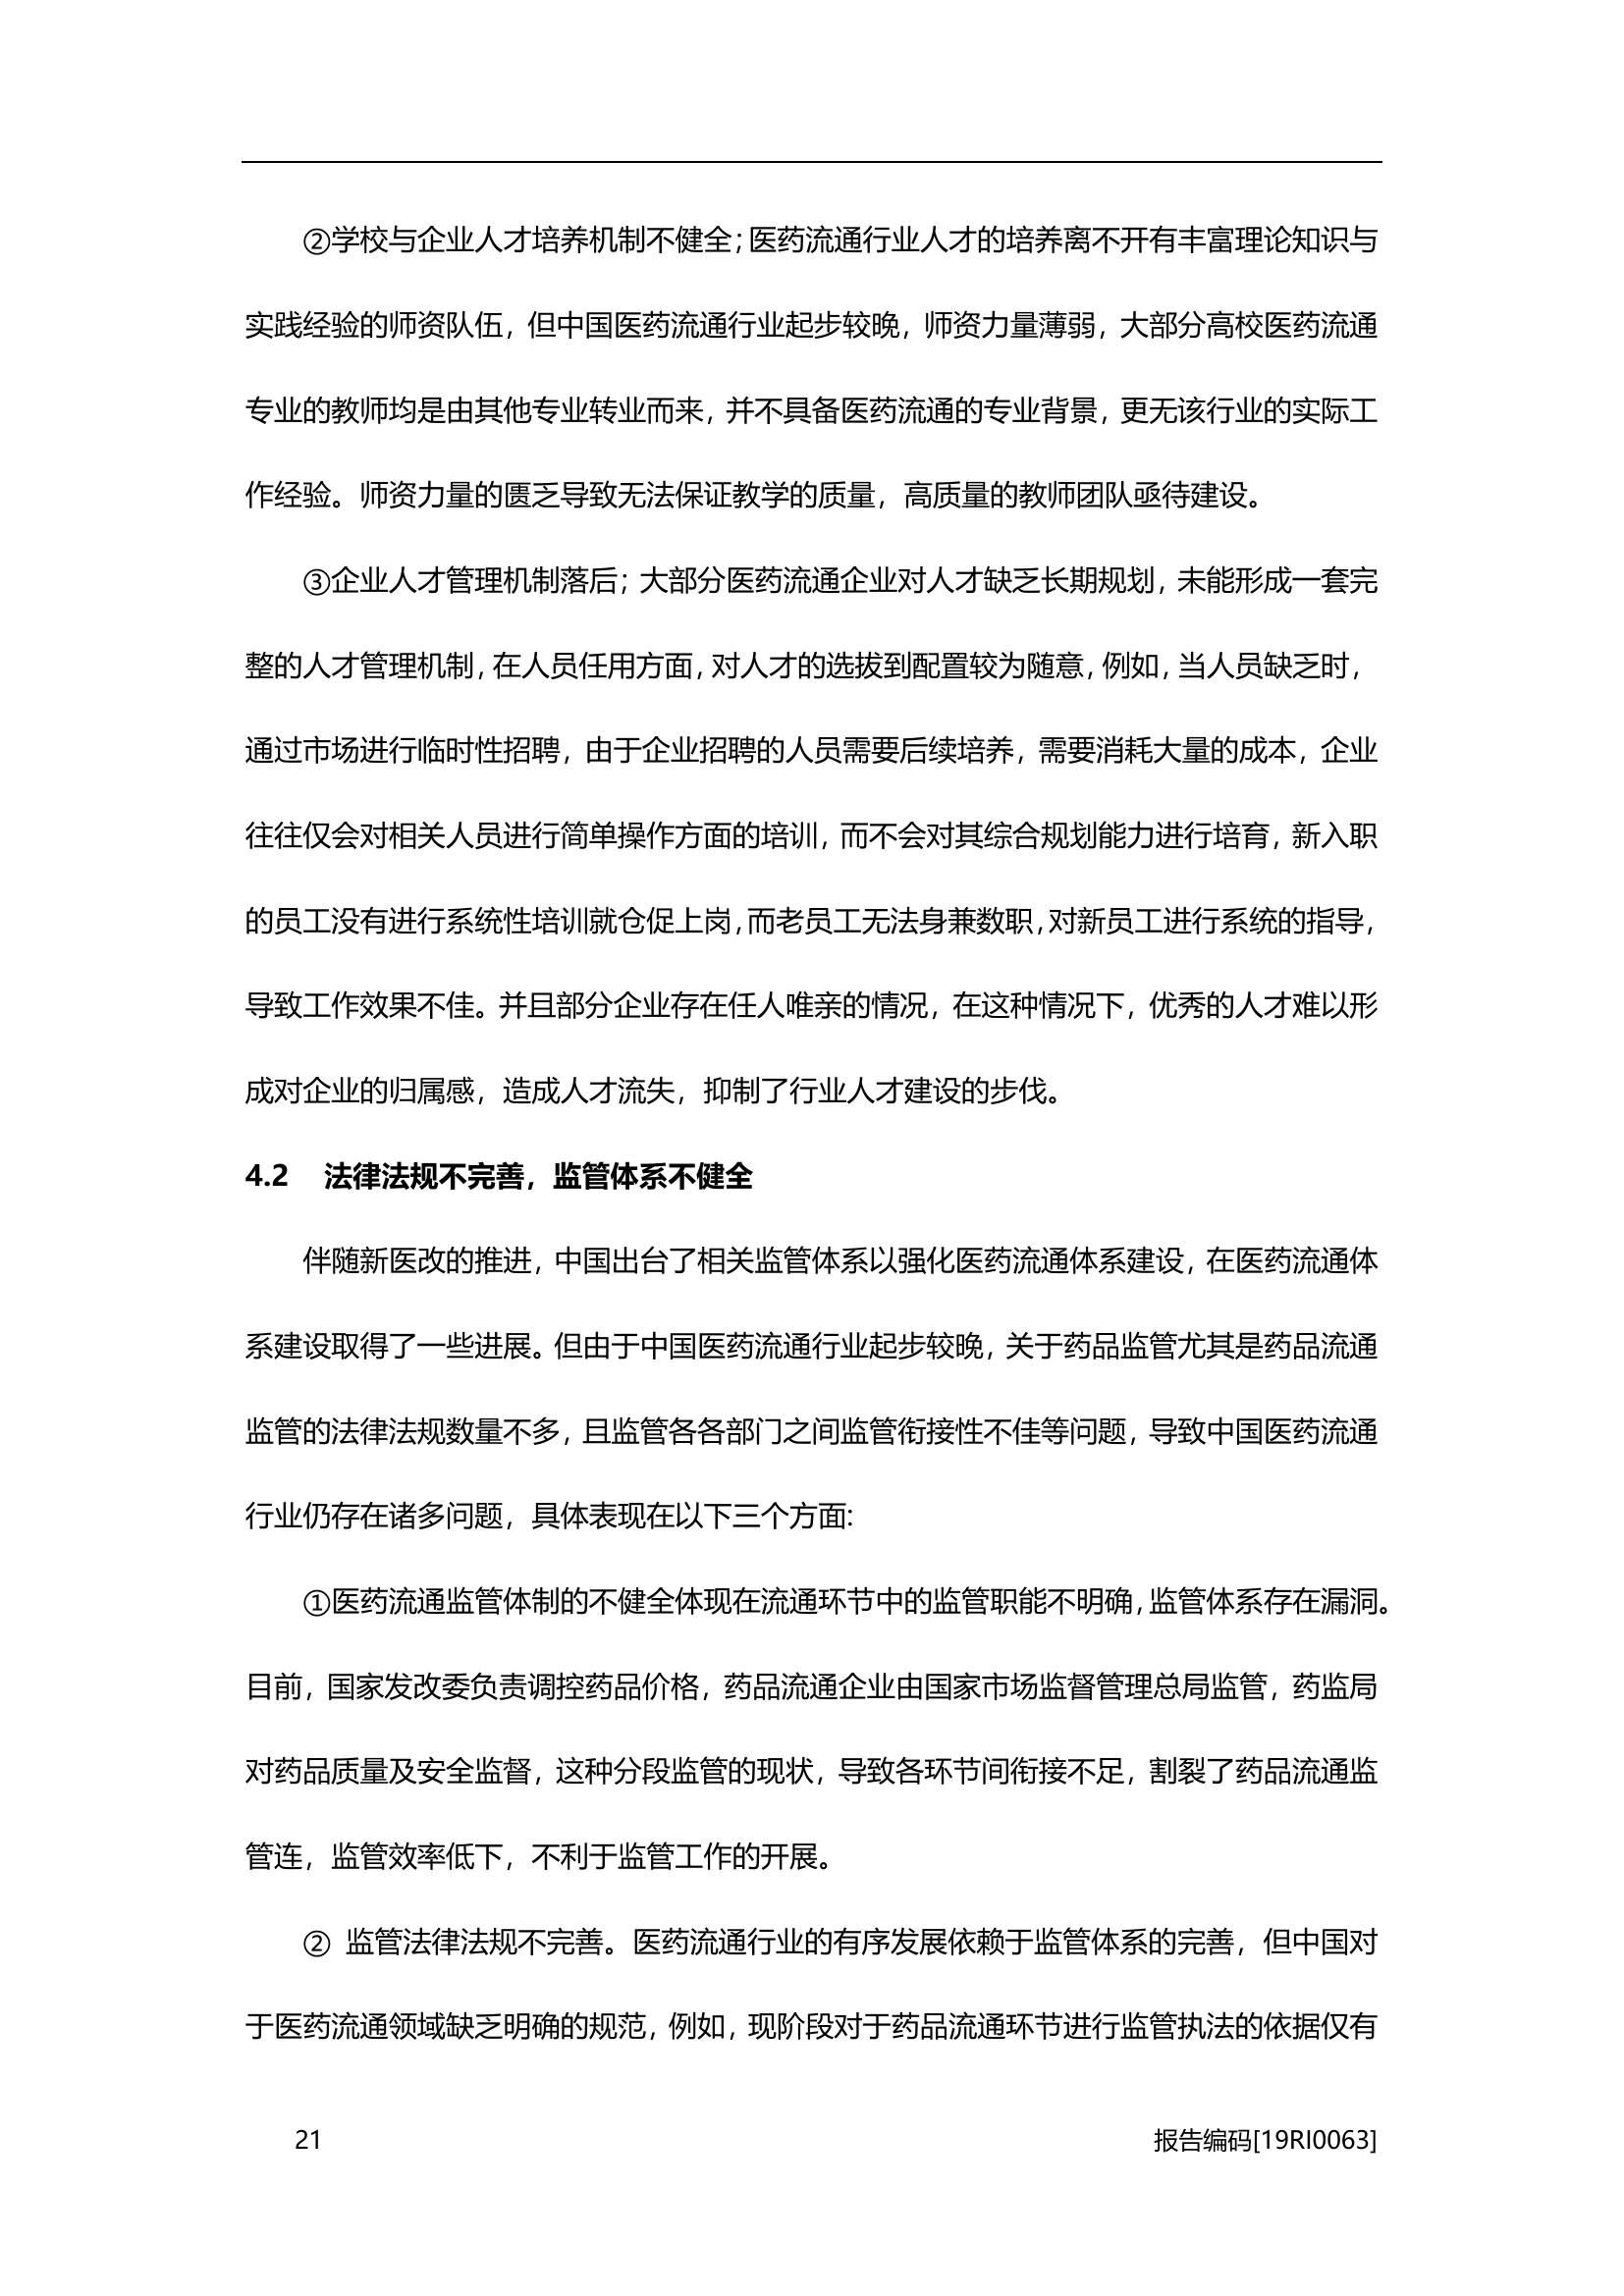 ②学校与企业人才培养机制不健全；医药流通行业人才的培养离不开有丰富理论知识与
实践经验的师资队伍，但中国医药流通行业起步较晚，师资力量薄弱，大部分高校医药流通
专业的教师均是由其他专业转业而来，并不具备医药流通的专业背景，更无该行业的实际工
作经验。师资力量的匮乏导致无法保证教学的质量，高质量的教师团队亟待建设。
③企业人才管理机制落后；大部分医药流通企业对人才缺乏长期规划，未能形成一套完
整的人才管理机制，在人员任用方面，对人才的选拔到配置较为随意，例如，当人员缺乏时，
通过市场进行临时性招聘，由于企业招聘的人员需要后续培养，需要消耗大量的成本，企业
往往仅会对相关人员进行简单操作方面的培训，而不会对其综合规划能力进行培育，新入职
的员工没有进行系统性培训就仓促上岗，而老员工无法身兼数职，对新员工进行系统的指导，
导致工作效果不佳。并且部分企业存在任人唯亲的情况，在这种情况下，优秀的人才难以形
成对企业的归属感，造成人才流失，抑制了行业人才建设的步伐。
4.2 法律法规不完善，监管体系不健全
伴随新医改的推进，中国出台了相关监管体系以强化医药流通体系建设，在医药流通体
系建设取得了一些进展。但由于中国医药流通行业起步较晚，关于药品监管尤其是药品流通
监管的法律法规数量不多，且监管各各部门之间监管衔接性不佳等问题，导致中国医药流通
行业仍存在诸多问题，具体表现在以下三个方面:
①医药流通监管体制的不健全体现在流通环节中的监管职能不明确，监管体系存在漏洞。
目前，国家发改委负责调控药品价格，药品流通企业由国家市场监督管理总局监管，药监局
对药品质量及安全监督，这种分段监管的现状，导致各环节间衔接不足，割裂了药品流通监
管连，监管效率低下，不利于监管工作的开展。
② 监管法律法规不完善。医药流通行业的有序发展依赖于监管体系的完善，但中国对
于医药流通领域缺乏明确的规范，例如，现阶段对于药品流通环节进行监管执法的依据仅有
21 报告编码[19RI0063]